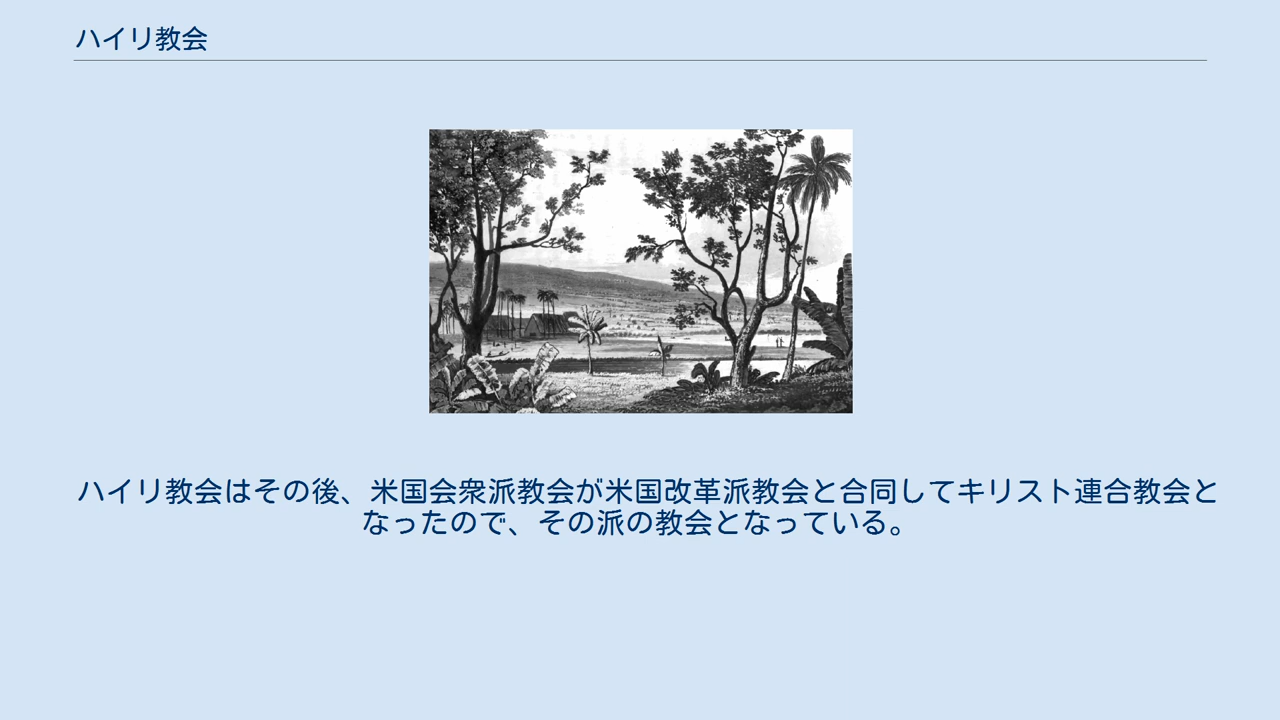 ハイリ教会
ハイリ教会はその後、米国会衆派教会が米国改革派教会と合同してキリスト連合教会と
なったので、その派の教会となっている。